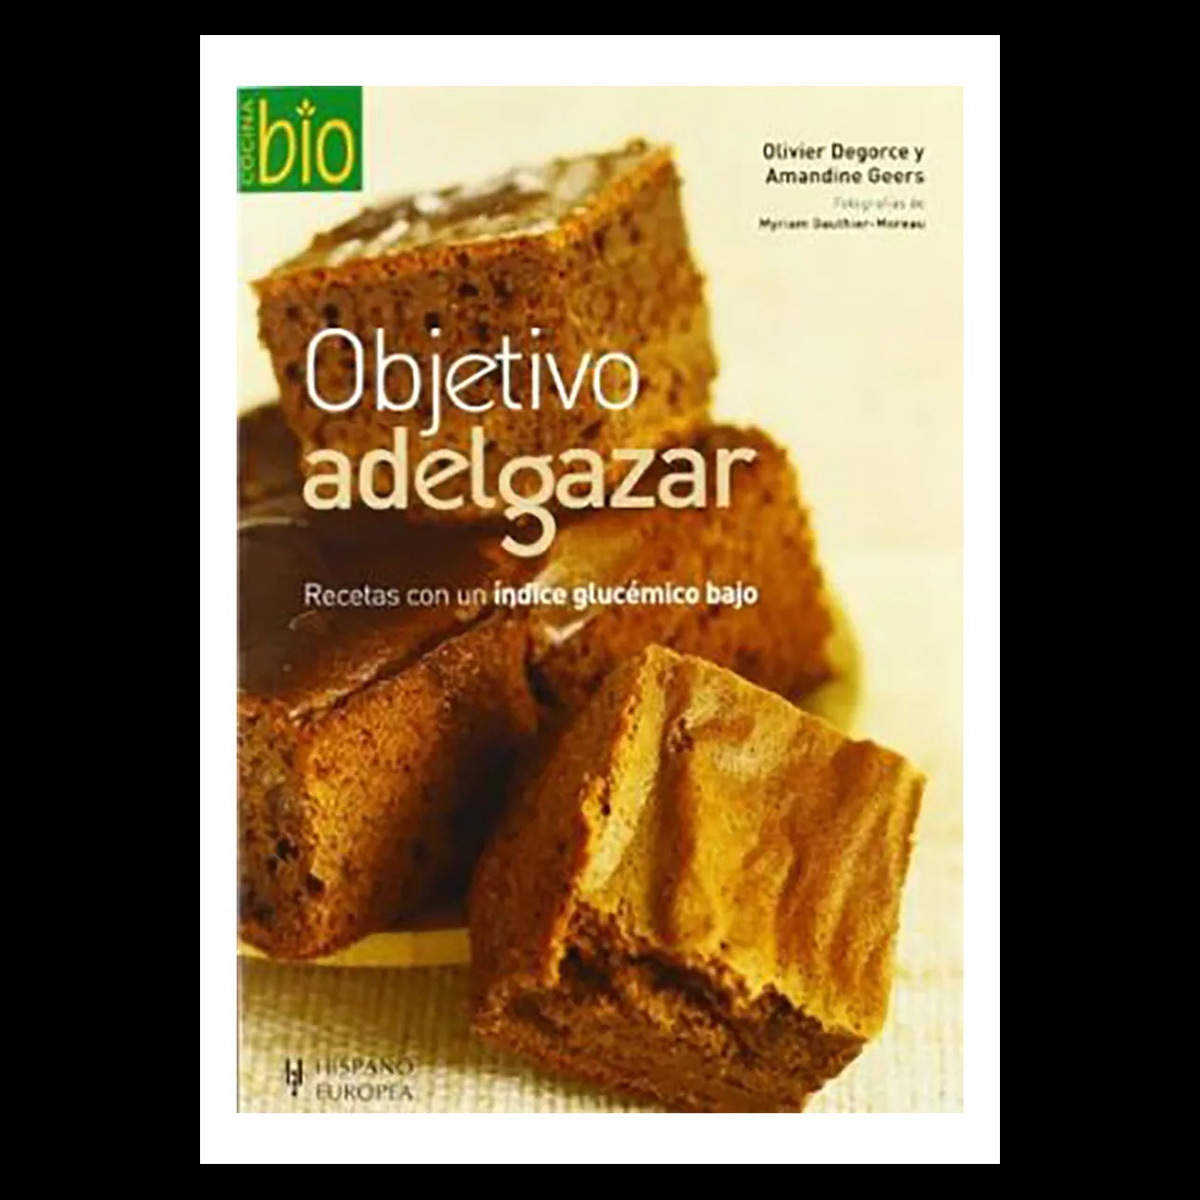 COCINA
bio
Olivier Degorce y
Amandine Geers
Fotografías de
Myriam Gauthier-Moreau
Objetivo
adelgazar
Recetas con un índice glucémico bajo
HISPANO
EUROPEA